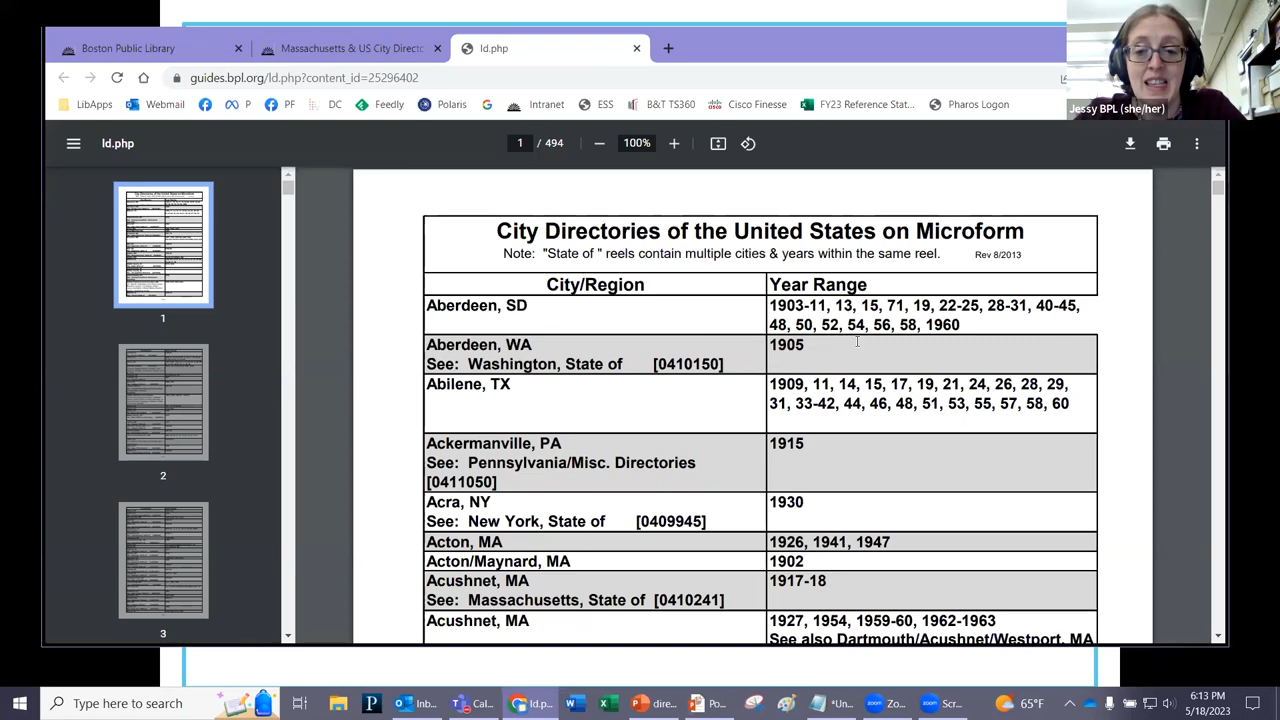 Boston Public Library
Massachusetts & US City Directo
ld.php
Jessy BPL (she/her)
LibApps
Webmail
P
PF
DC
Feedly
Polaris
Intranet
ESS
B&T TS360
Cisco Finesse
FY23 Reference Stat...
Pharos Logon
ld.php
1 / 494
100%
City Directories of the United States on Microform
Note: "State of " reels contain multiple cities & years within the same reel. Rev 8/2013
City/Region Year Range
Aberdeen, SD 1903-11, 13, 15, 71, 19, 22-25, 28-31, 40-45,
48, 50, 52, 54, 56, 58, 1960
Aberdeen, WA 1905
See: Washington, State of [0410150]
Abilene, TX 1909, 11, 14, 15, 17, 19, 21, 24, 26, 28, 29,
31, 33-42, 44, 46, 48, 51, 53, 55, 57, 58, 60
Ackermanville, PA 1915
See: Pennsylvania/Misc. Directories
[0411050]
Acra, NY 1930
See: New York, State of [0409945]
Acton, MA 1926, 1941, 1947
Acton/Maynard, MA 1902
Acushnet, MA 1917-18
See: Massachusetts, State of [0410241]
Acushnet, MA 1927, 1954, 1959-60, 1962-1963
See also Dartmouth/Acushnet/Westport, MA
1
2
3
Type here to search
Inb...
Cal...
ld.p...
dire...
Po...
*Un...
Zo...
Scr...
65°F
6:13 PM
5/18/2023